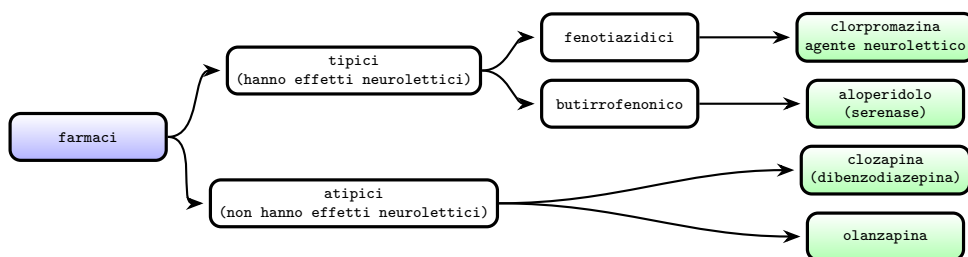 farmaci
tipici
(hanno effetti neurolettici)
fenotiazidici
clorpromazina
agente neurolettico
butirrofenonico
aloperidolo
(serenase)
atipici
(non hanno effetti neurolettici)
clozapina
(dibenzodiazepina)
olanzapina